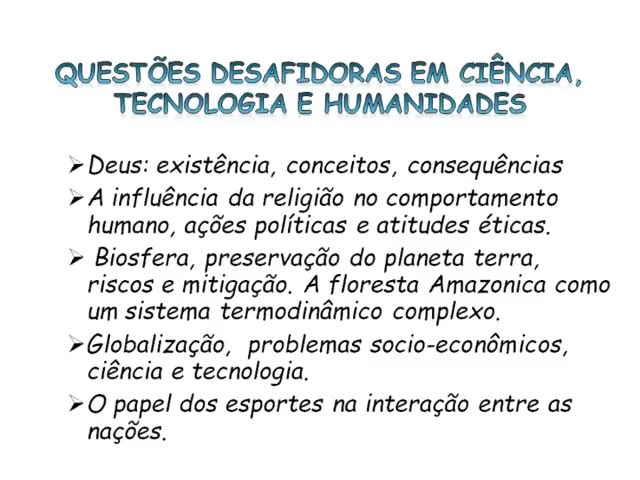 QUESTÕES DESAFIDORAS EM CIÊNCIA,
TECNOLOGIA E HUMANIDADES
➢Deus: existência, conceitos, consequências
➢A influência da religião no comportamento
humano, ações políticas e atitudes éticas.
➢ Biosfera, preservação do planeta terra,
riscos e mitigação. A floresta Amazonica como
um sistema termodinâmico complexo.
➢Globalização, problemas socio-econômicos,
ciência e tecnologia.
➢O papel dos esportes na interação entre as
nações.